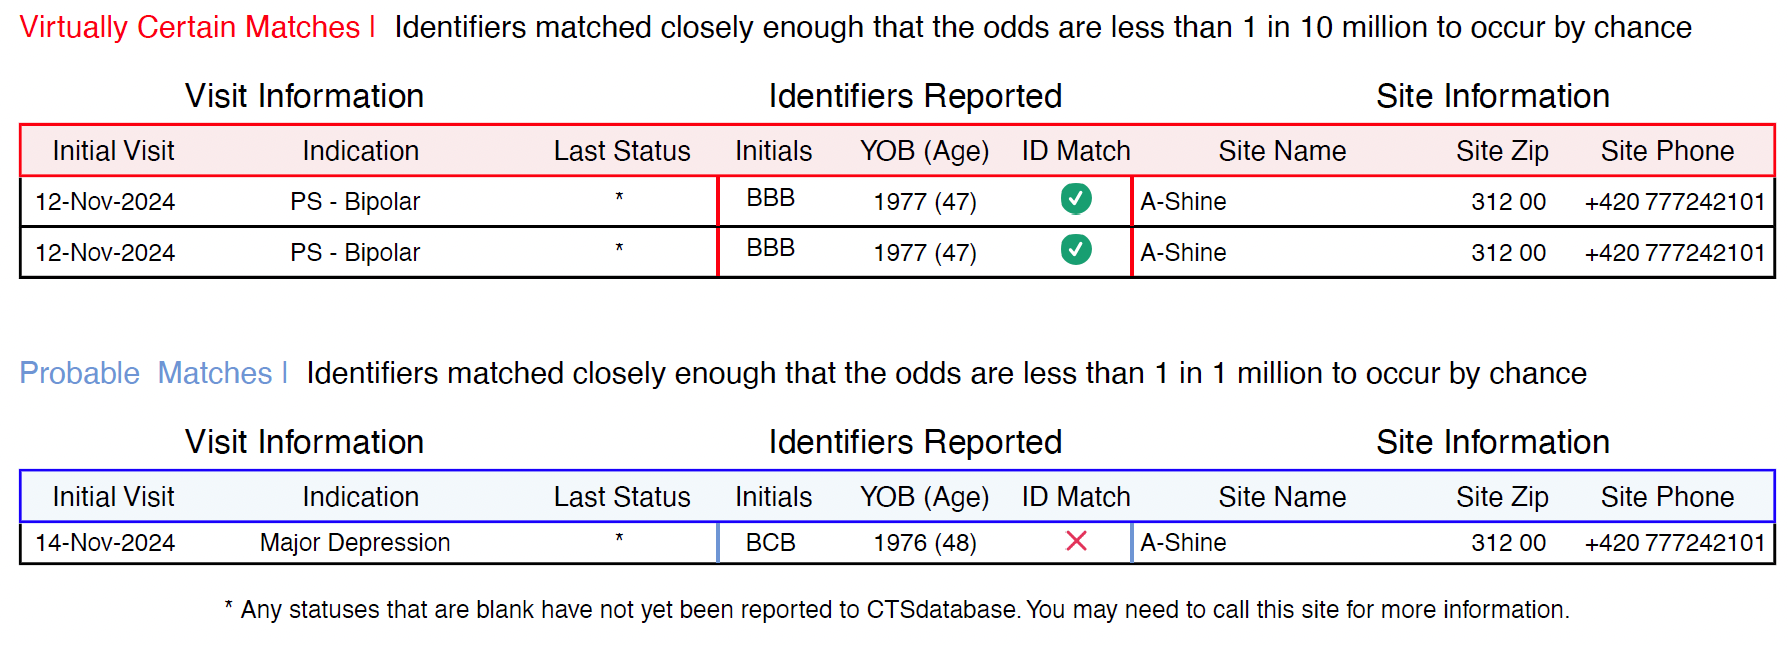 Virtually Certain Matches | Identifiers matched closely enough that the odds are less than 1 in 10 million to occur by chance
Visit Information Identifiers Reported Site Information
Initial Visit Indication Last Status Initials YOB (Age) ID Match Site Name Site Zip Site Phone
12-Nov-2024 PS - Bipolar * BBB 1977 (47) A-Shine 312 00 +420 777242101
12-Nov-2024 PS - Bipolar * BBB 1977 (47) A-Shine 312 00 +420 777242101
Probable Matches | Identifiers matched closely enough that the odds are less than 1 in 1 million to occur by chance
Visit Information Identifiers Reported Site Information
Initial Visit Indication Last Status Initials YOB (Age) ID Match Site Name Site Zip Site Phone
14-Nov-2024 Major Depression * BCB 1976 (48) A-Shine 312 00 +420 777242101
* Any statuses that are blank have not yet been reported to CTSdatabase. You may need to call this site for more information.